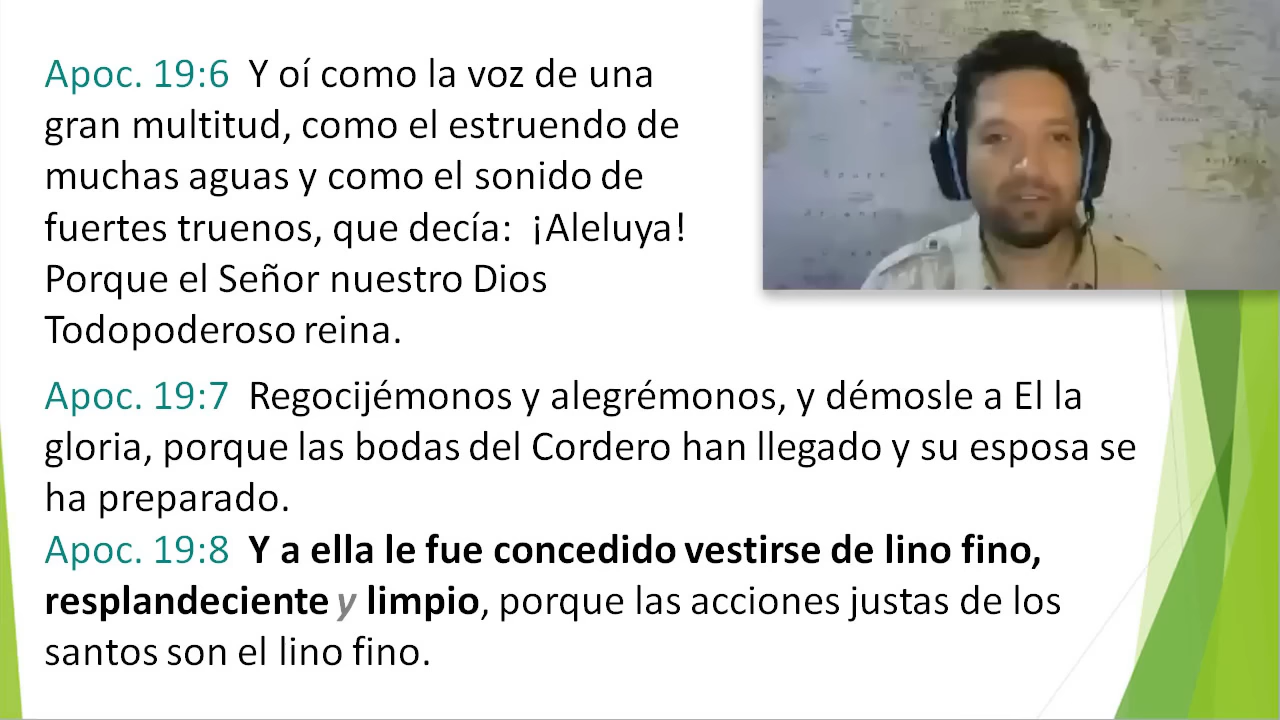 Apoc. 19:6  Y oí como la voz de una
gran multitud, como el estruendo de
muchas aguas y como el sonido de
fuertes truenos, que decía:  ¡Aleluya!
Porque el Señor nuestro Dios
Todopoderoso reina.
Apoc. 19:7  Regocijémonos y alegrémonos, y démosle a El la
gloria, porque las bodas del Cordero han llegado y su esposa se
ha preparado.
Apoc. 19:8  Y a ella le fue concedido vestirse de lino fino,
resplandeciente y limpio, porque las acciones justas de los
santos son el lino fino.